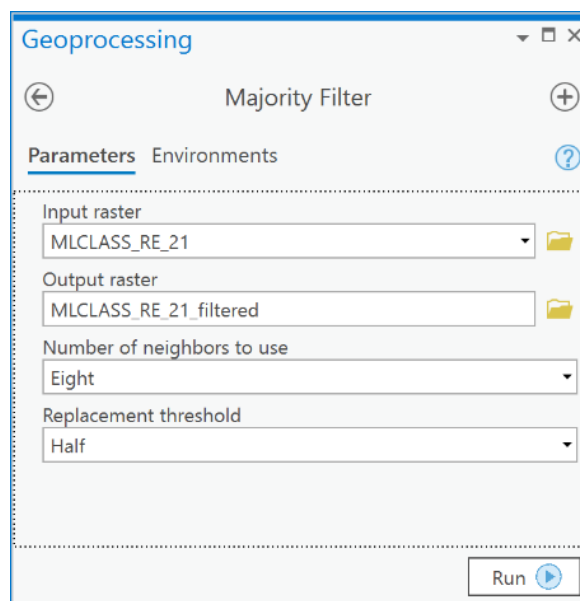 Geoprocessing
Majority Filter
Parameters Environments
Input raster
MLCLASS_RE_21
Output raster
MLCLASS_RE_21_filtered
Number of neighbors to use
Eight
Replacement threshold
Half
Run